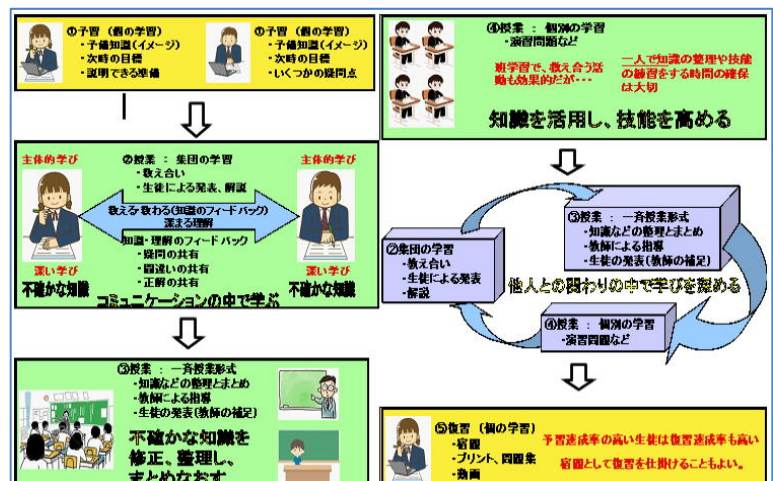 ①予習（個の学習）
・予備知識(イメージ)
・次時の目標
・説明できる準備
①予習（個の学習）
・予備知識(イメージ)
・次時の目標
・いくつかの疑問点
主体的学び
②授業 ： 集団の学習
・教え合い
・生徒による発表、解説
主体的学び
教える・教わる(知識のフィードバック)
深まる理解
知識・理解のフィードバック
・疑問の共有
・間違いの共有
・正解の共有
深い学び
不確かな知識
深い学び
不確かな知識
コミュニケーションの中で学ぶ
③授業 ： 一斉授業形式
・知識などの整理とまとめ
・教師による指導
・生徒の発表(教師の補足)
不確かな知識を
修正、整理し、
まとめなおす
④授業 ： 個別の学習
・演習問題など
班学習で、教え合う活
動も効果的だが・・・
一人で知識の整理や技能
の練習をする時間の確保
は大切
知識を活用し、技能を高める
③授業 ： 一斉授業形式
・知識などの整理とまとめ
・教師による指導
・生徒の発表(教師の補足)
②集団の学習
・教え合い
・生徒による発表
・解説
他人との関わりの中で学びを深める
④授業 ： 個別の学習
・演習問題など
⑤復習（個の学習）
・宿題
・プリント、問題集
・動画
予習達成率の高い生徒は復習達成率も高い
宿題として復習を仕掛けることもよい。